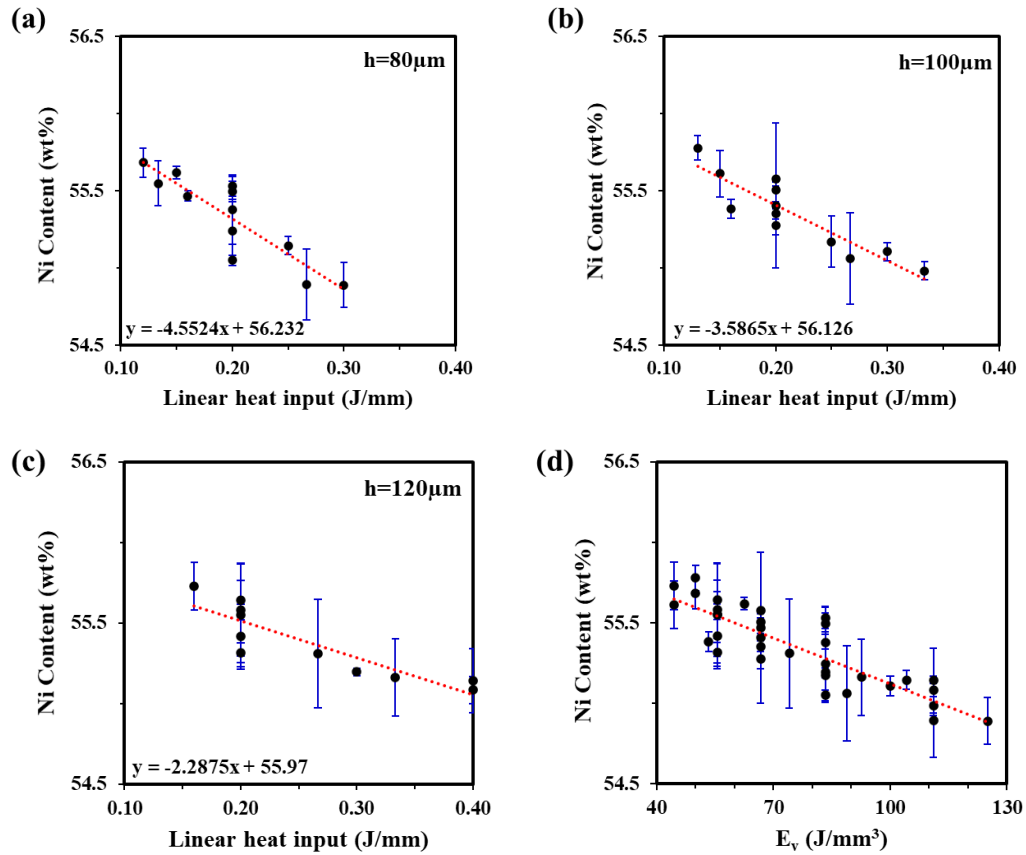 (a)
56.5
55.5
54.5
Ni Content (wt%)
h=80µm
y = -4.5524x + 56.232
0.10 0.20 0.30 0.40
Linear heat input (J/mm)
(b)
56.5
55.5
54.5
Ni Content (wt%)
h=100µm
y = -3.5865x + 56.126
0.10 0.20 0.30 0.40
Linear heat input (J/mm)
(c)
56.5
55.5
54.5
Ni Content (wt%)
h=120µm
y = -2.2875x + 55.97
0.10 0.20 0.30 0.40
Linear heat input (J/mm)
(d)
56.5
55.5
54.5
Ni Content (wt%)
40 70 100 130
Eᵥ (J/mm³)